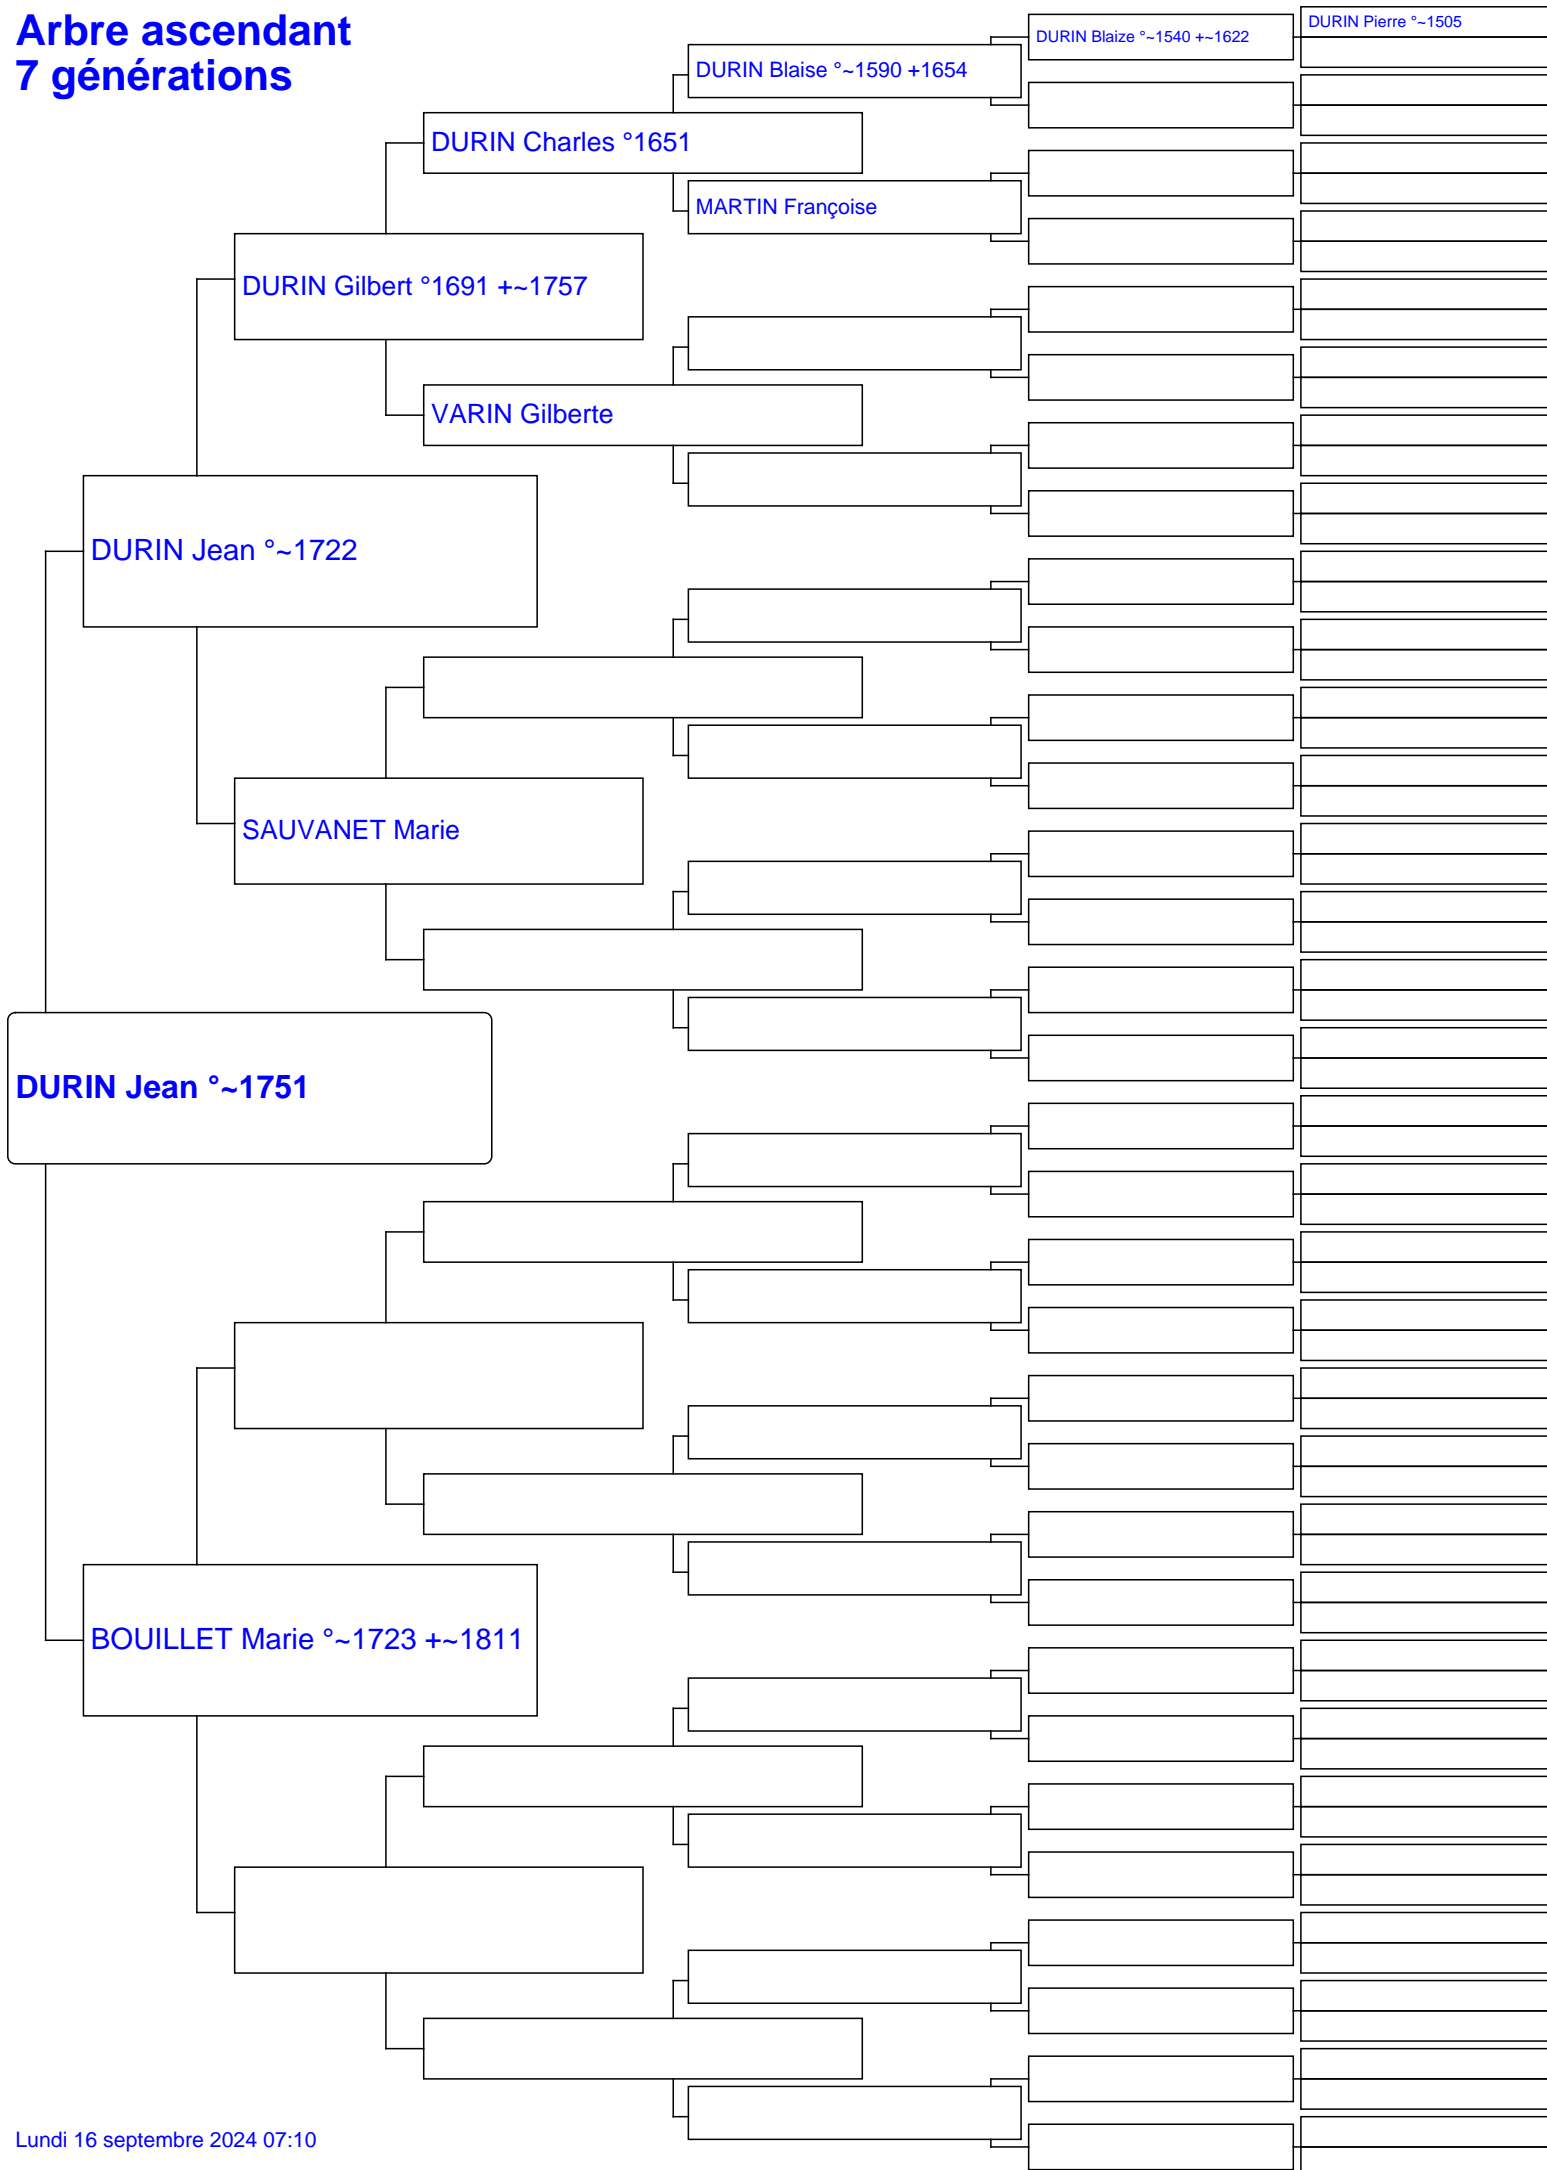 Arbre ascendant
7 générations
DURIN Pierre °~1505
DURIN Blaize °~1540 +~1622
DURIN Blaise °~1590 +1654
DURIN Charles °1651
MARTIN Françoise
DURIN Gilbert °1691 +~1757
VARIN Gilberte
DURIN Jean °~1722
SAUVANET Marie
DURIN Jean °~1751
BOUILLET Marie °~1723 +~1811
Lundi 16 septembre 2024 07:10